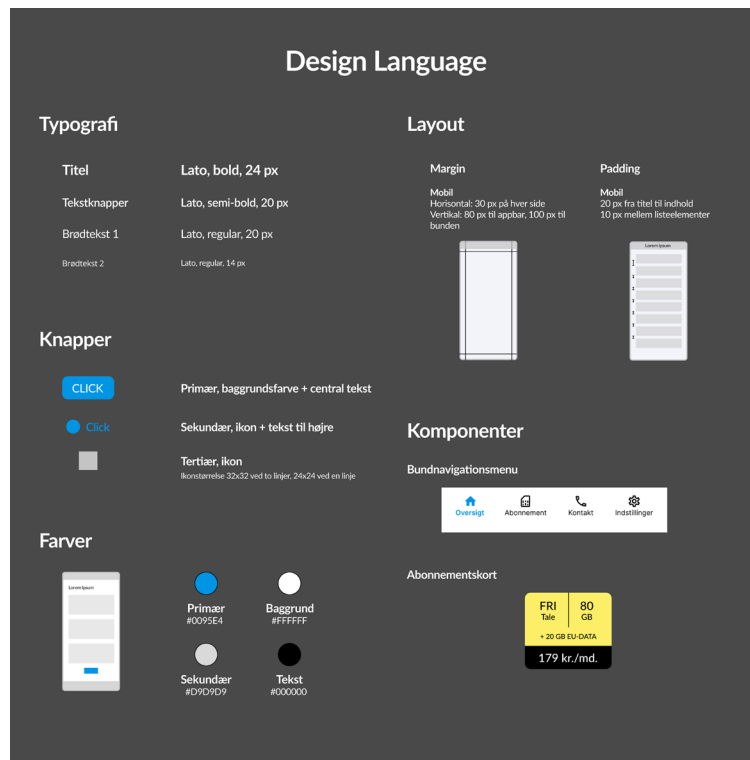 Design Language
Typografi
Titel
Lato, bold, 24 px
Tekstknapper
Lato, semi-bold, 20 px
Brødtekst 1
Lato, regular, 20 px
Brødtekst 2
Lato, regular, 14 px
Knapper
CLICK
Primær, baggrundsfarve + central tekst
Click
Sekundær, ikon + tekst til højre
Tertiær, ikon
Ikonstørrelse 32x32 ved to linjer, 24x24 ved en linje
Farver
Lorem Ipsum
Primær
#0095E4
Baggrund
#FFFFFF
Sekundær
#D9D9D9
Tekst
#000000
Layout
Margin
Mobil
Horisontal: 30 px på hver side
Vertikal: 80 px til appbar, 100 px til
bunden
Padding
Mobil
20 px fra titel til indhold
10 px mellem listeelementer
Lorem Ipsum
Komponenter
Bundnavigationsmenu
Oversigt
Abonnement
Kontakt
Indstillinger
Abonnementskort
FRI
Tale
80
GB
+ 20 GB EU-DATA
179 kr./md.